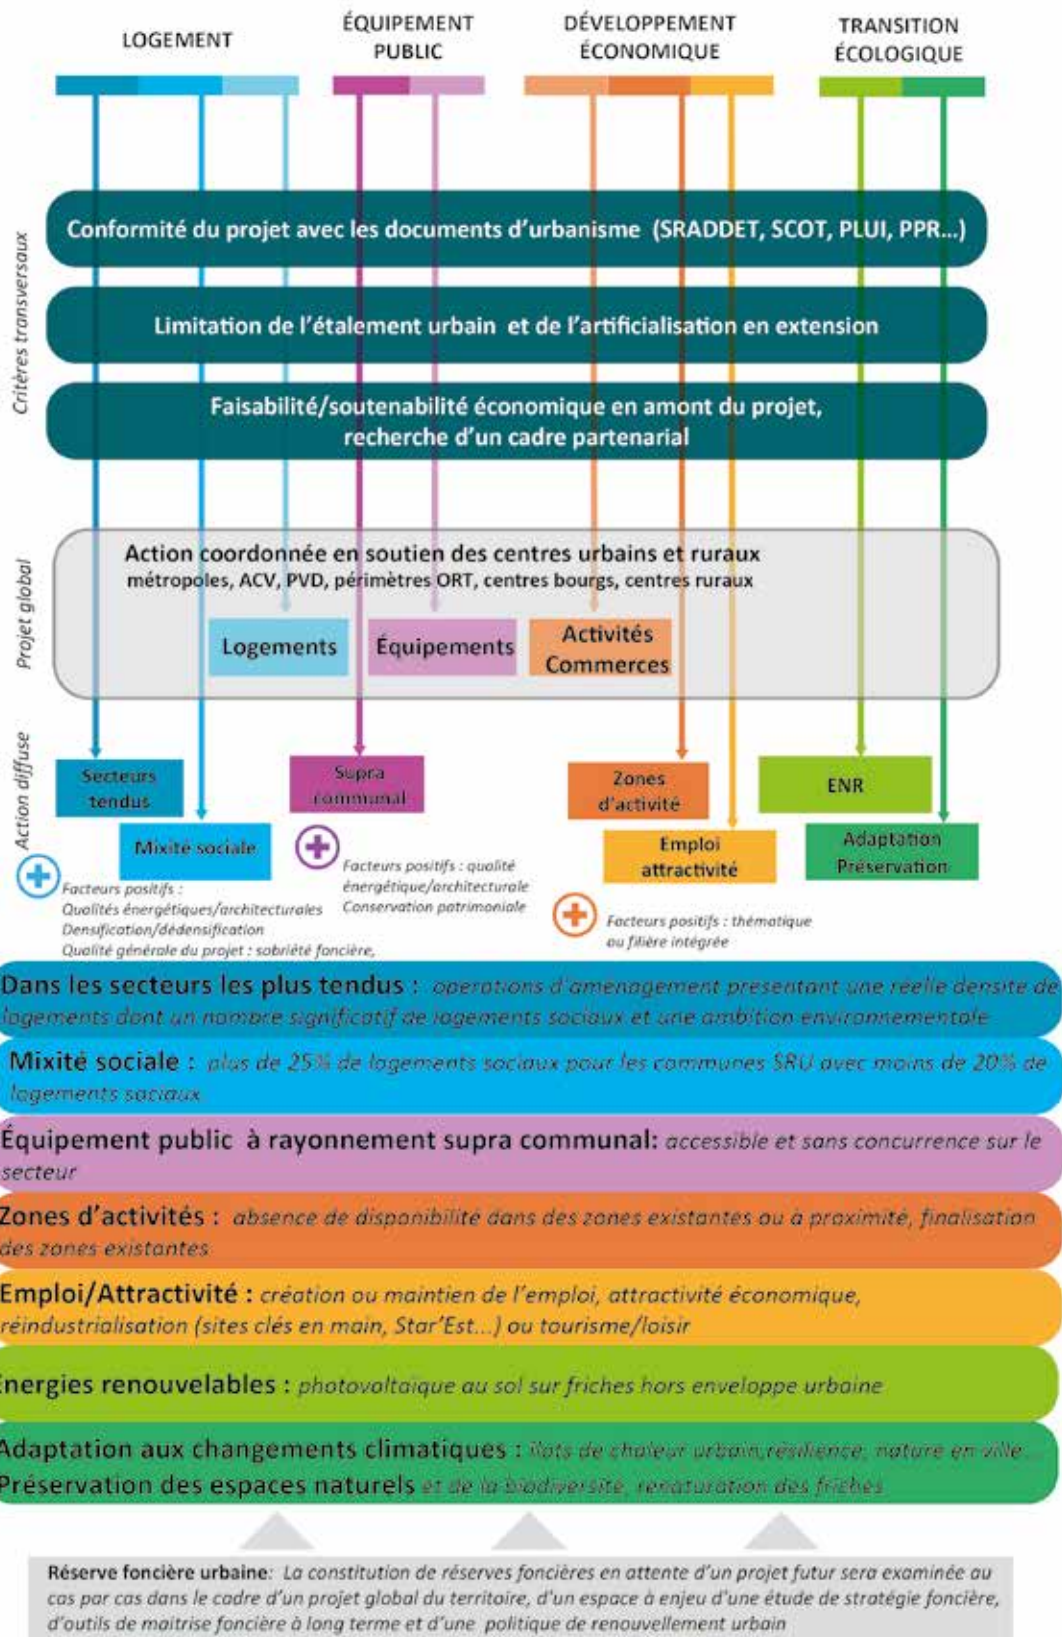 LOGEMENT
ÉQUIPEMENT
PUBLIC
DÉVELOPPEMENT
ÉCONOMIQUE
TRANSITION
ÉCOLOGIQUE
Critères transversaux
Conformité du projet avec les documents d'urbanisme (SRADDET, SCOT, PLUI, PPR...)
Limitation de l'étalement urbain et de l'artificialisation en extension
Faisabilité/soutenabilité économique en amont du projet,
recherche d'un cadre partenarial
Projet global
Action coordonnée en soutien des centres urbains et ruraux
métropoles, ACV, PVD, périmètres ORT, centres bourgs, centres ruraux
Logements
Équipements
Activités
Commerces
Action diffuse
Secteurs
tendus
Mixité sociale
Supra
communal
Zones
d'activité
Emploi
attractivité
ENR
Adaptation
Préservation
Facteurs positifs :
Qualités énergétiques/architecturales
Densification/dédensification
Qualité générale du projet : sobriété foncière,
Facteurs positifs : qualité
énergétique/architecturale
Conservation patrimoniale
Facteurs positifs : thématique
ou filière intégrée
Dans les secteurs les plus tendus : operations d'amenagement presentant une réelle densite de
logements dont un nombre significatif de logements sociaux et une ambition environnementale
Mixité sociale : plus de 25% de logements sociaux pour les communes SRU avec moins de 20% de
logements sociaux
Équipement public à rayonnement supra communal: accessible et sans concurrence sur le
secteur
Zones d'activités : absence de disponibilité dans des zones existantes ou à proximité, finalisation
des zones existantes
Emploi/Attractivité : création ou maintien de l'emploi, attractivité économique,
réindustrialisation (sites clés en main, Star'Est...) ou tourisme/loisir
Energies renouvelables : photovoltaïque au sol sur friches hors enveloppe urbaine
Adaptation aux changements climatiques : îlots de chaleur urbain,résilience, nature en ville...
Préservation des espaces naturels et de la biodiversité, renaturation des friches
Réserve foncière urbaine: La constitution de réserves foncières en attente d'un projet futur sera examinée au
cas par cas dans le cadre d'un projet global du territoire, d'un espace à enjeu d'une étude de stratégie foncière,
d'outils de maitrise foncière à long terme et d'une politique de renouvellement urbain